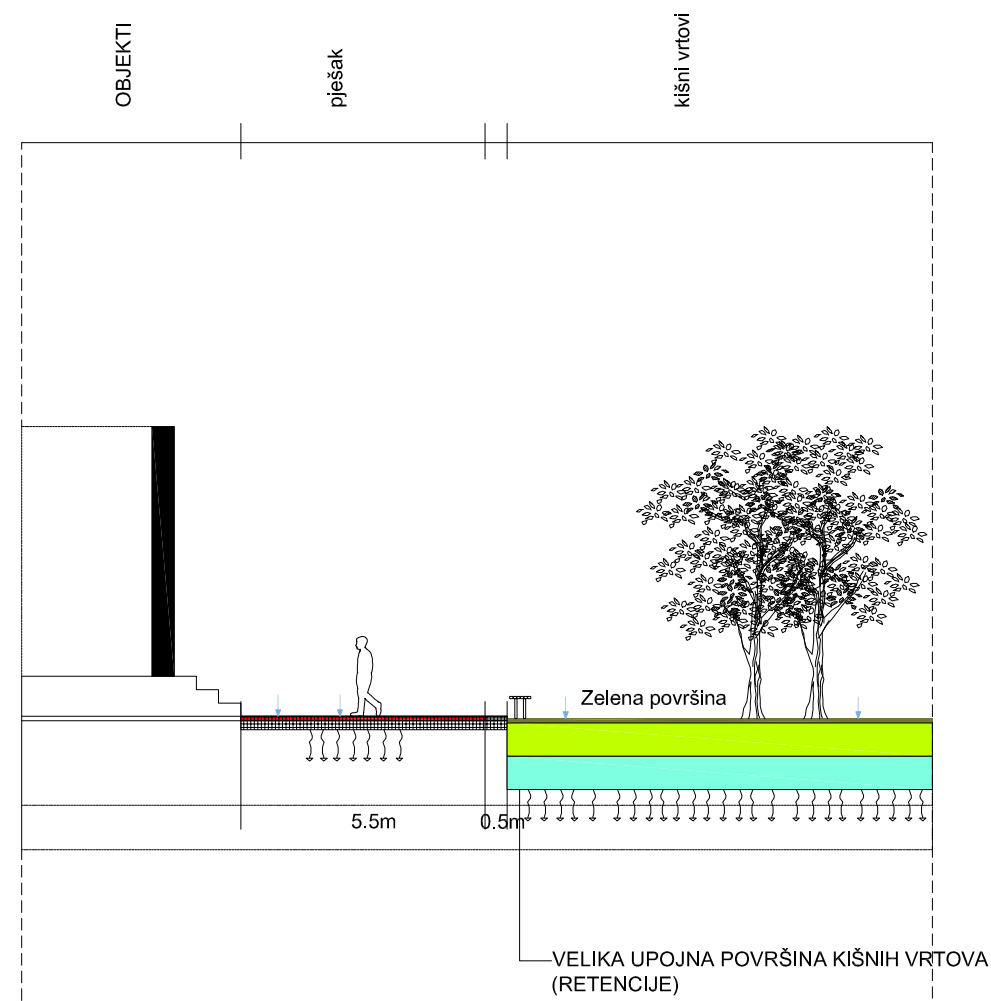 OBJEKTI
pješak
kišni vrtovi
Zelena površina
5.5m
0.5m
VELIKA UPOJNA POVRŠINA KIŠNIH VRTOVA
(RETENCIJE)